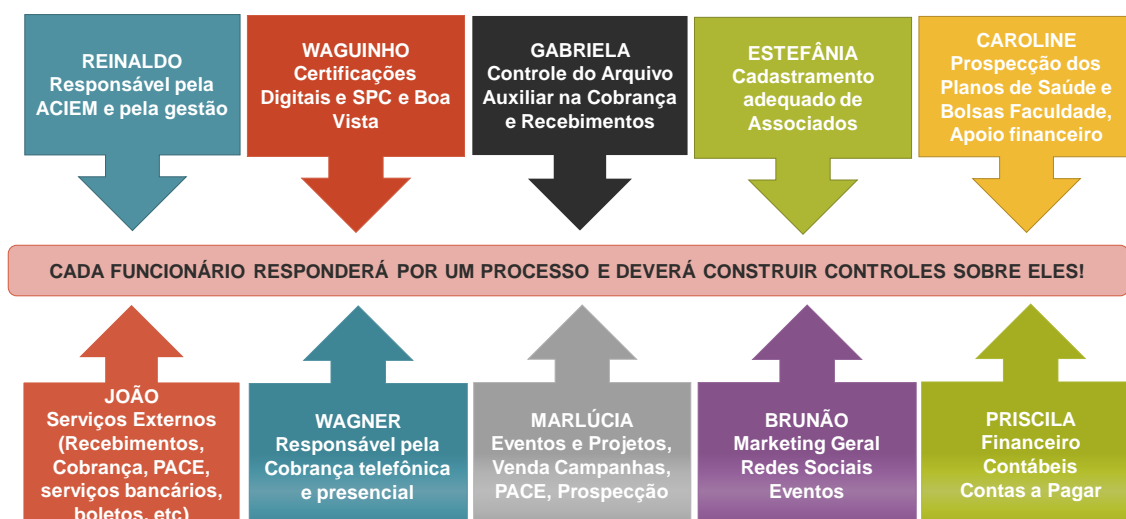 REINALDO
Responsável pela
ACIEM e pela gestão
WAGUINHO
Certificações
Digitais e SPC e Boa
Vista
GABRIELA
Controle do Arquivo
Auxiliar na Cobrança
e Recebimentos
ESTEFÂNIA
Cadastramento
adequado de
Associados
CAROLINE
Prospecção dos
Planos de Saúde e
Bolsas Faculdade,
Apoio financeiro
CADA FUNCIONÁRIO RESPONDERÁ POR UM PROCESSO E DEVERÁ CONSTRUIR CONTROLES SOBRE ELES!
JOÃO
Serviços Externos
(Recebimentos,
Cobrança, PACE,
serviços bancários,
boletos, etc)
WAGNER
Responsável pela
Cobrança telefônica
e presencial
MARLÚCIA
Eventos e Projetos,
Venda Campanhas,
PACE, Prospecção
BRUNÃO
Marketing Geral
Redes Sociais
Eventos
PRISCILA
Financeiro
Contábeis
Contas a Pagar